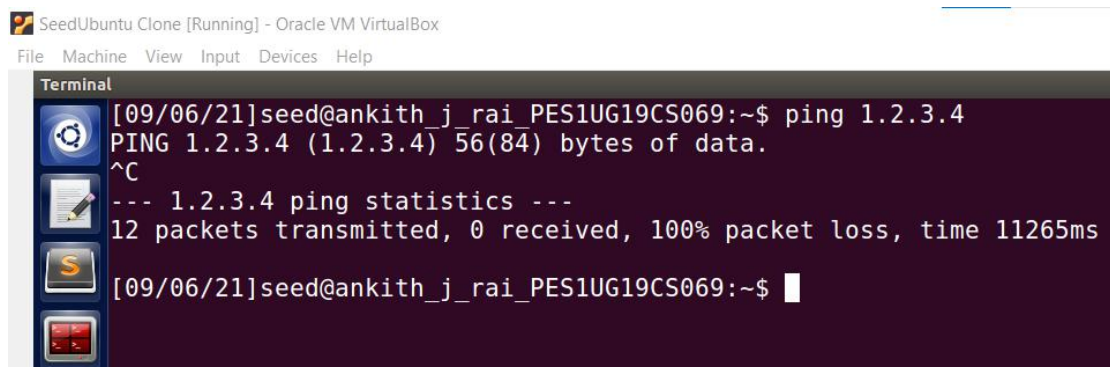 SeedUbuntu Clone [Running] - Oracle VM VirtualBox
File Machine View Input Devices Help
Terminal
[09/06/21]seed@ankith_j_rai_PES1UG19CS069:~$ ping 1.2.3.4
PING 1.2.3.4 (1.2.3.4) 56(84) bytes of data.
^C
--- 1.2.3.4 ping statistics ---
12 packets transmitted, 0 received, 100% packet loss, time 11265ms
[09/06/21]seed@ankith_j_rai_PES1UG19CS069:~$